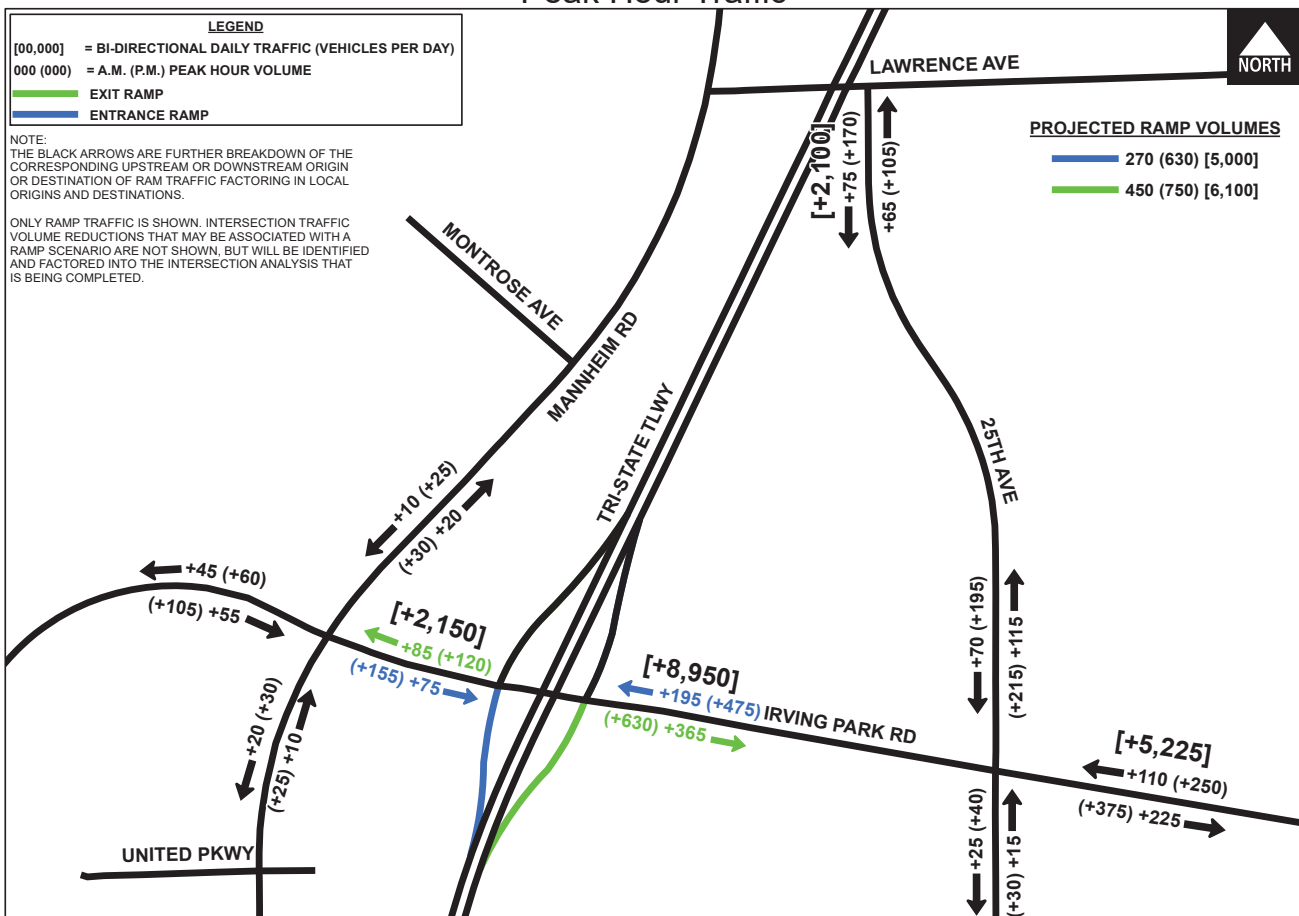 LEGEND
[00,000] = BI-DIRECTIONAL DAILY TRAFFIC (VEHICLES PER DAY)
000 (000) = A.M. (P.M.) PEAK HOUR VOLUME
EXIT RAMP
ENTRANCE RAMP
NOTE:
THE BLACK ARROWS ARE FURTHER BREAKDOWN OF THE
CORRESPONDING UPSTREAM OR DOWNSTREAM ORIGIN
OR DESTINATION OF RAM TRAFFIC FACTORING IN LOCAL
ORIGINS AND DESTINATIONS.
ONLY RAMP TRAFFIC IS SHOWN. INTERSECTION TRAFFIC
VOLUME REDUCTIONS THAT MAY BE ASSOCIATED WITH A
RAMP SCENARIO ARE NOT SHOWN, BUT WILL BE IDENTIFIED
AND FACTORED INTO THE INTERSECTION ANALYSIS THAT
IS BEING COMPLETED.
NORTH
LAWRENCE AVE
PROJECTED RAMP VOLUMES
270 (630) [5,000]
450 (750) [6,100]
[+2,100]
+75 (+170)
+65 (+105)
MONTROSE AVE
MANNHEIM RD
TRI-STATE TLWY
25TH AVE
+10 (+25)
(+30) +20
+45 (+60)
(+105) +55
[+2,150]
+85 (+120)
(+155) +75
[+8,950]
+195 (+475)
(+630) +365
IRVING PARK RD
+70 (+195)
(+215) +115
[+5,225]
+110 (+250)
(+375) +225
+20 (+30)
(+25) +10
+25 (+40)
(+30) +15
UNITED PKWY